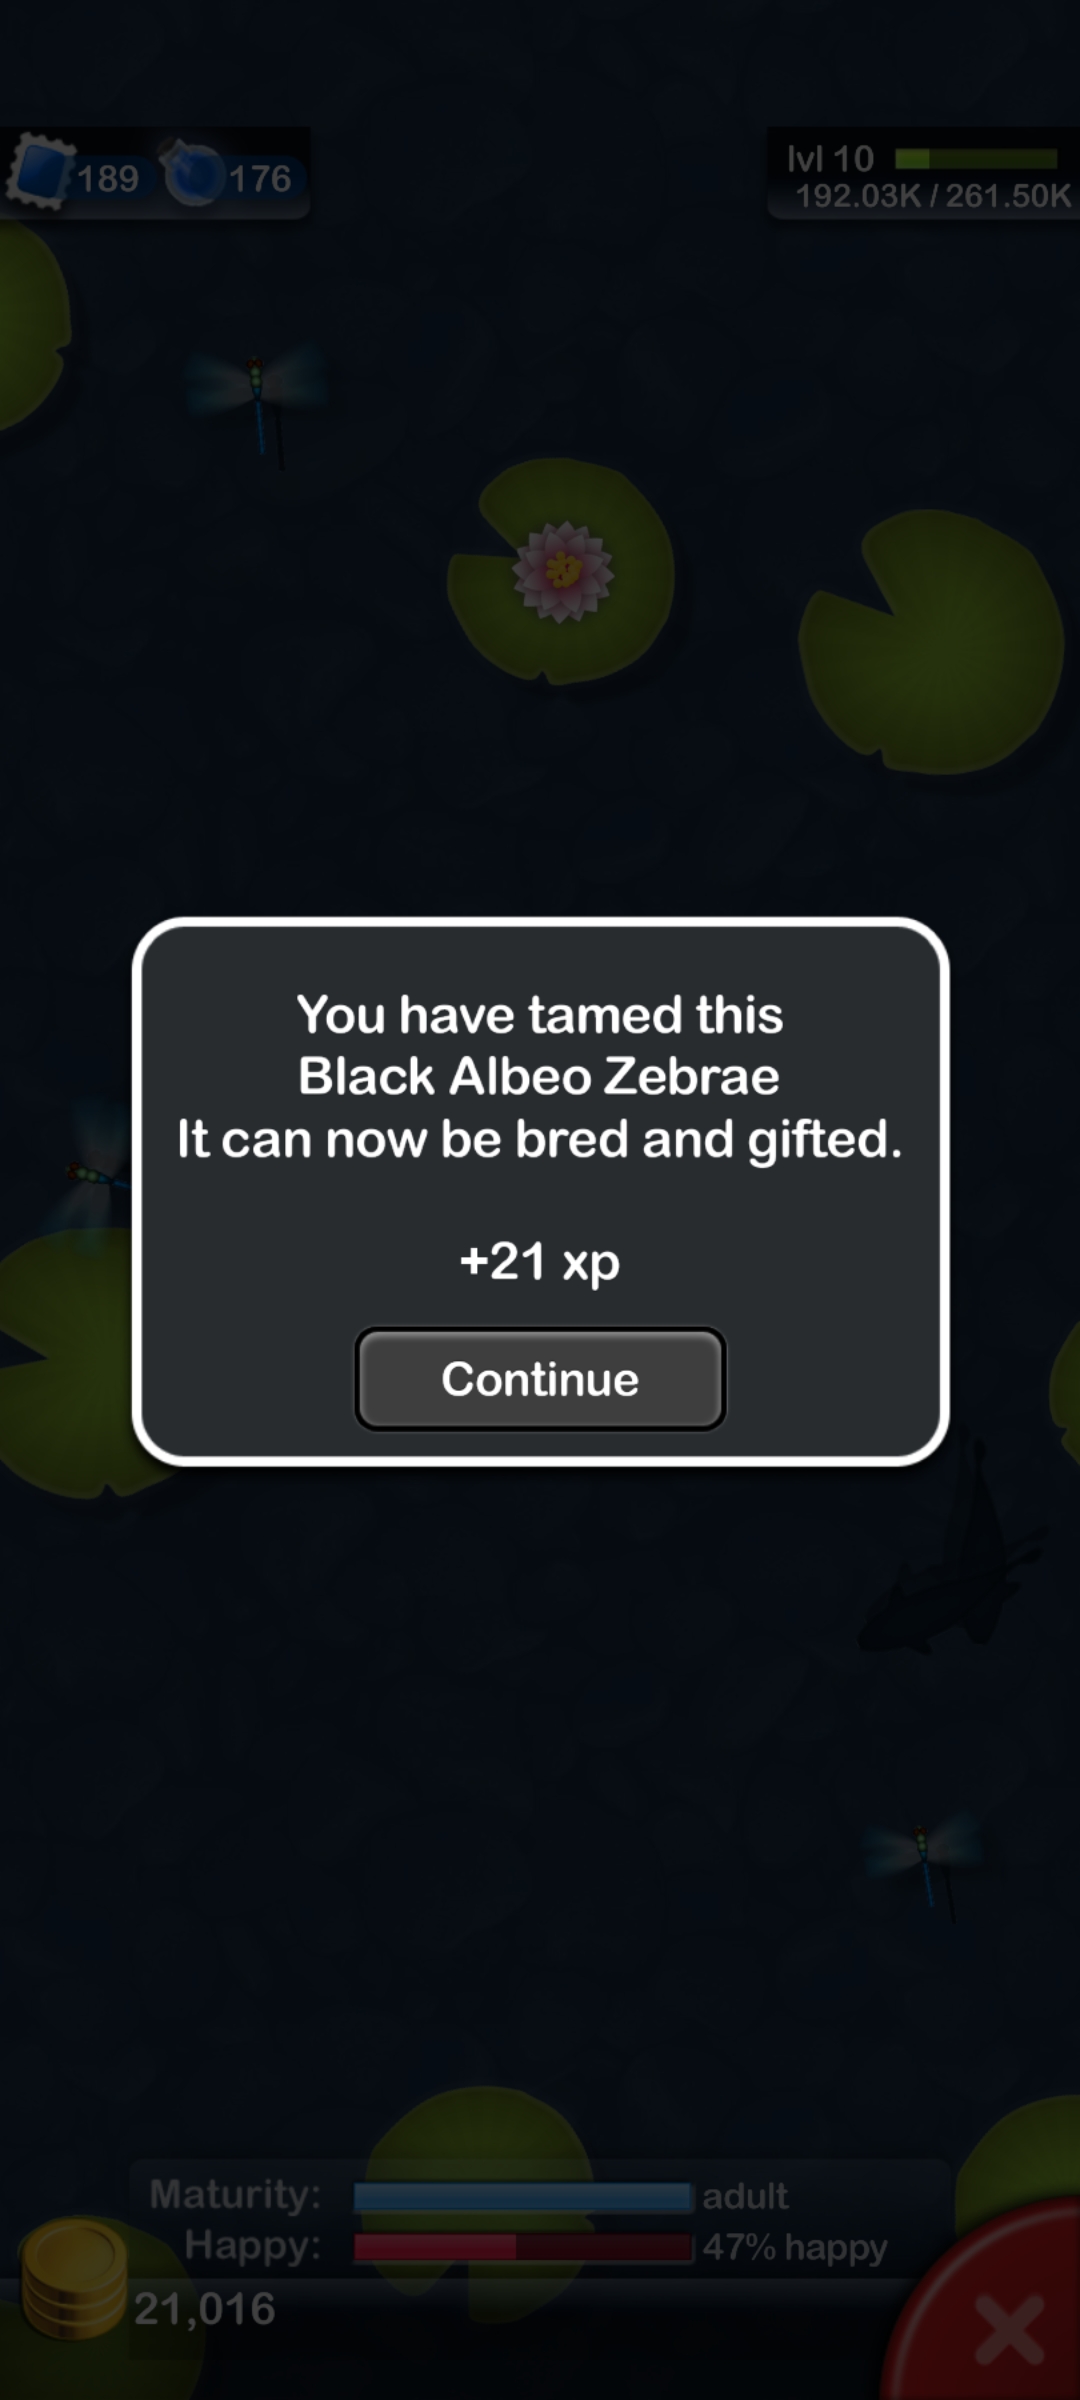 189 176
lvl 10
192.03K / 261.50K
You have tamed this
Black Albeo Zebrae
It can now be bred and gifted.
+21 xp
Continue
Maturity: adult
Happy: 47% happy
21,016